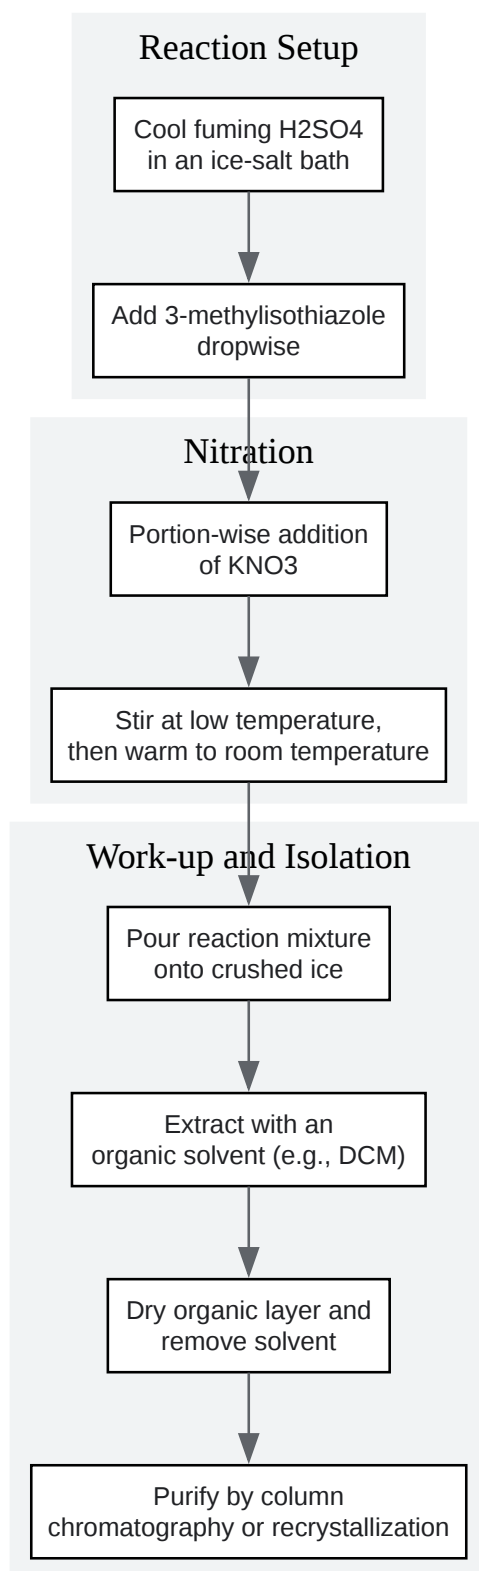 Reaction Setup
Cool fuming H2SO4
in an ice-salt bath
Add 3-methylisothiazole
dropwise
Nitration
Portion-wise addition
of KNO3
Stir at low temperature,
then warm to room temperature
Work-up and Isolation
Pour reaction mixture
onto crushed ice
Extract with an
organic solvent (e.g., DCM)
Dry organic layer and
remove solvent
Purify by column
chromatography or recrystallization